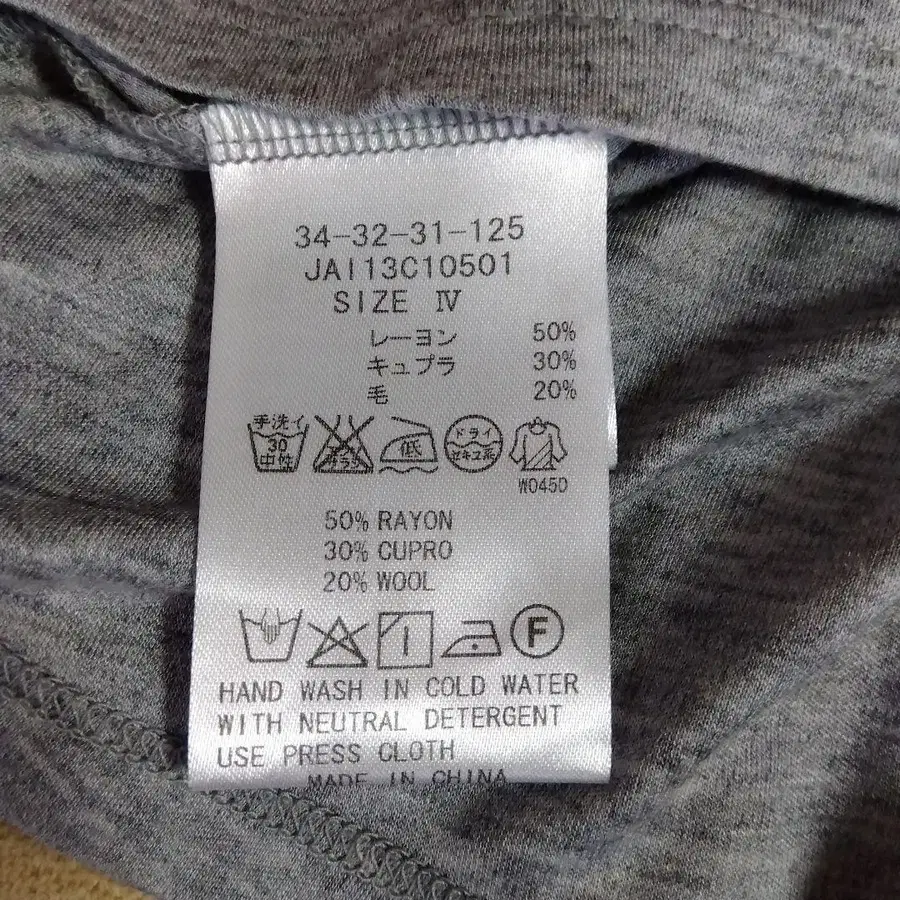 34-32-31-125
JAI13C10501
SIZE Ⅳ
レーヨン 50%
キュプラ 30%
毛 20%
手洗イ
30
中性
低
ドライ
セキユ系
W045D
50% RAYON
30% CUPRO
20% WOOL
F
HAND WASH IN COLD WATER
WITH NEUTRAL DETERGENT
USE PRESS CLOTH
MADE IN CHINA